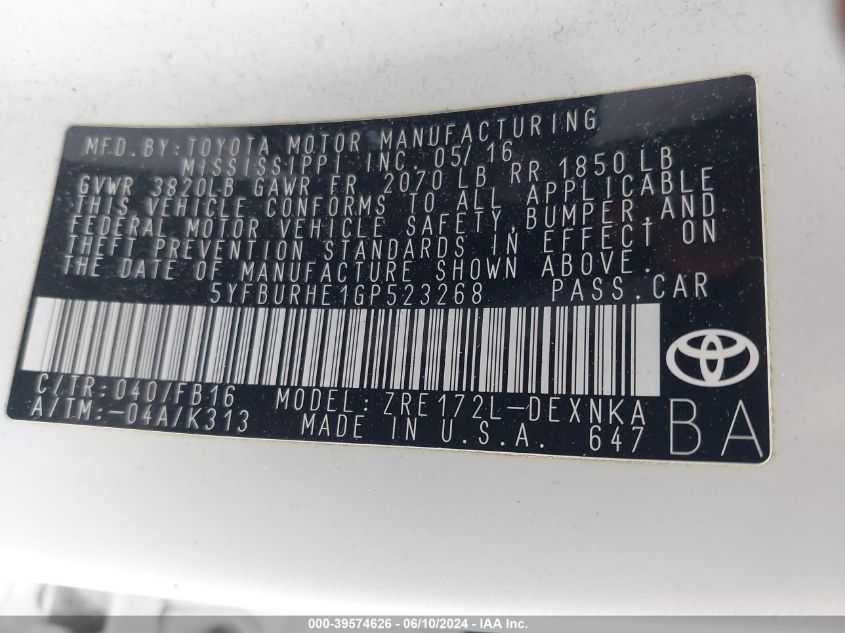 MFD.BY:TOYOTA MOTOR MANUFACTURING
MISSISSIPPI INC. 05/16
GVWR 3820LB GAWR FR 2070 LB RR 1850 LB
THIS VEHICLE CONFORMS TO ALL APPLICABLE
FEDERAL MOTOR VEHICLE SAFETY,BUMPER,AND
THEFT PREVENTION STANDARDS IN EFFECT ON
THE DATE OF MANUFACTURE SHOWN ABOVE.
5YFBURHE1GP523268 PASS.CAR
C/TR:040/FB16 MODEL:ZRE172L-DEXNKA
A/TM:-04A/K313 MADE IN U.S.A. 647
BA
000-39574626 - 06/10/2024 - IAA Inc.